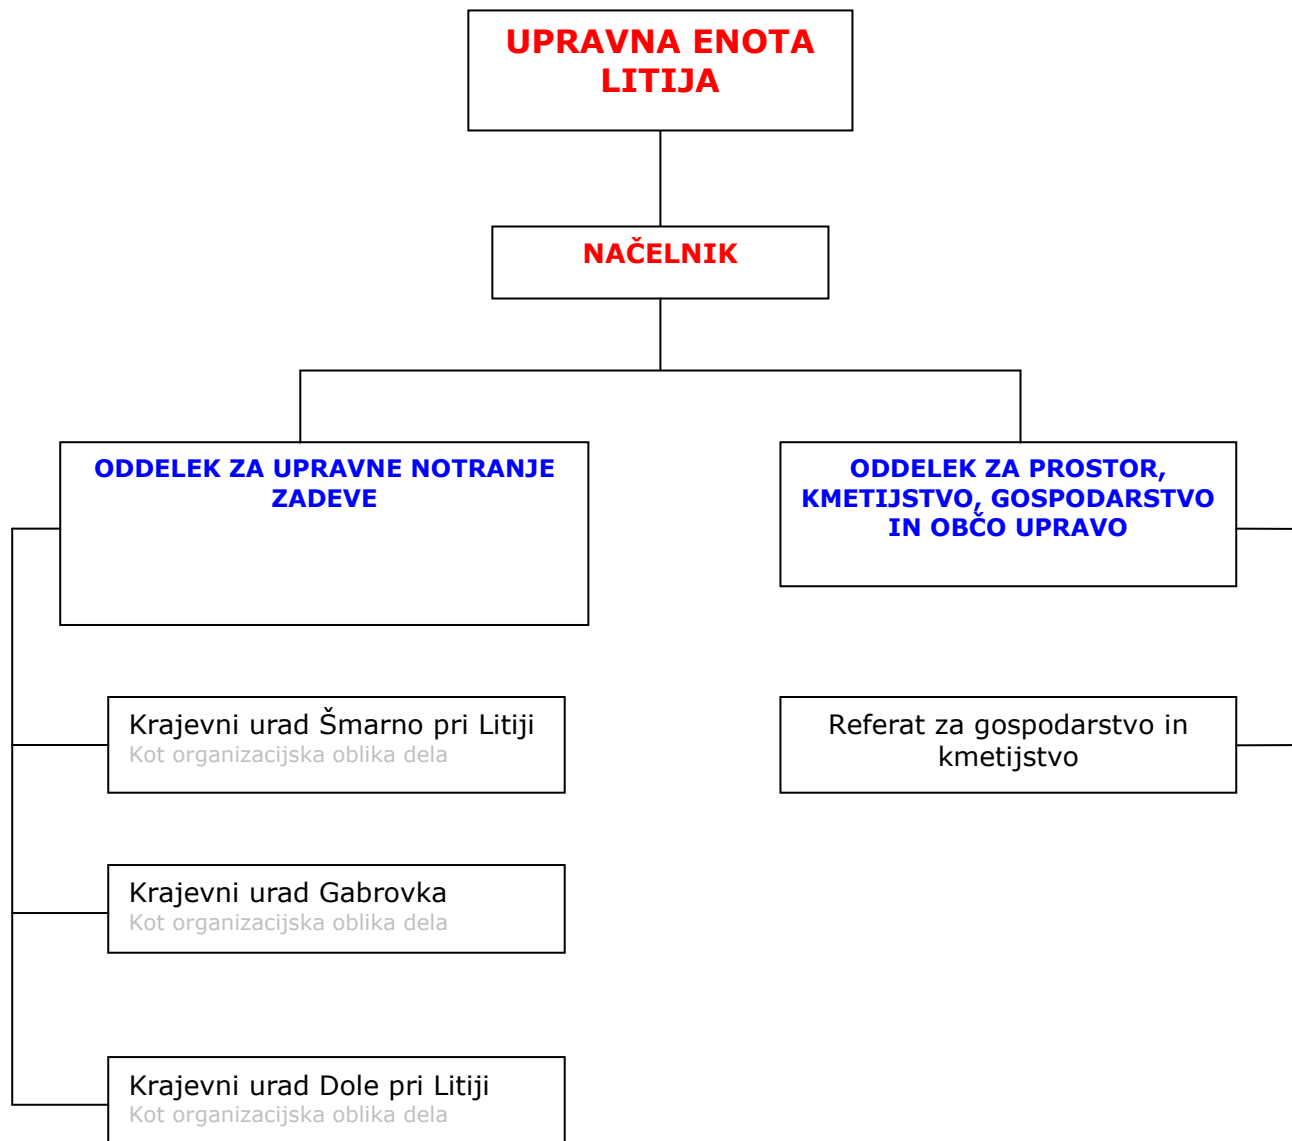 UPRAVNA ENOTA
LITIJA
NAČELNIK
ODDELEK ZA UPRAVNE NOTRANJE
ZADEVE
ODDELEK ZA PROSTOR,
KMETIJSTVO, GOSPODARSTVO
IN OBČO UPRAVO
Krajevni urad Šmarno pri Litiji
Kot organizacijska oblika dela
Referat za gospodarstvo in
kmetijstvo
Krajevni urad Gabrovka
Kot organizacijska oblika dela
Krajevni urad Dole pri Litiji
Kot organizacijska oblika dela